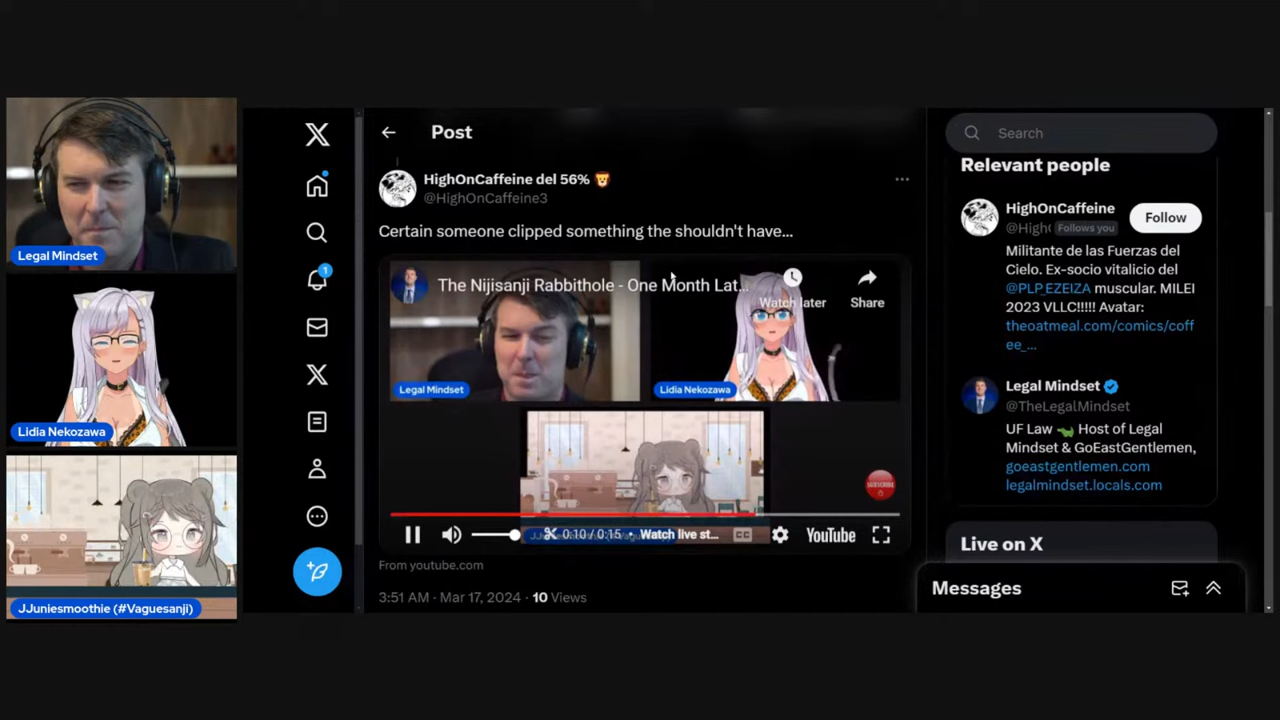 Legal Mindset
Lidia Nekozawa
JJuniesmoothie (#Vaguesanji)
1
Post
HighOnCaffeine del 56%
@HighOnCaffeine3
Certain someone clipped something the shouldn't have...
The Nijisanji Rabbithole - One Month Lat...
Watch later
Share
Legal Mindset
Lidia Nekozawa
SUBSCRIBE
0:10 / 0:15 • Watch live st...
CC
YouTube
From youtube.com
3:51 AM · Mar 17, 2024 · 10 Views
Search
Relevant people
HighOnCaffeine
@High(
Follows you
Follow
Militante de las Fuerzas del
Cielo. Ex-socio vitalicio del
@PLP_EZEIZA muscular. MILEI
2023 VLLC!!!!! Avatar:
theoatmeal.com/comics/coff
ee_...
Legal Mindset
@TheLegalMindset
UF Law 🐊 Host of Legal
Mindset & GoEastGentlemen,
goeastgentlemen.com
legalmindset.locals.com
Live on X
Messages